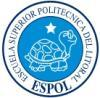 ESCUELA SUPERIOR POLITECNICA DEL LITORAL
ESPOL